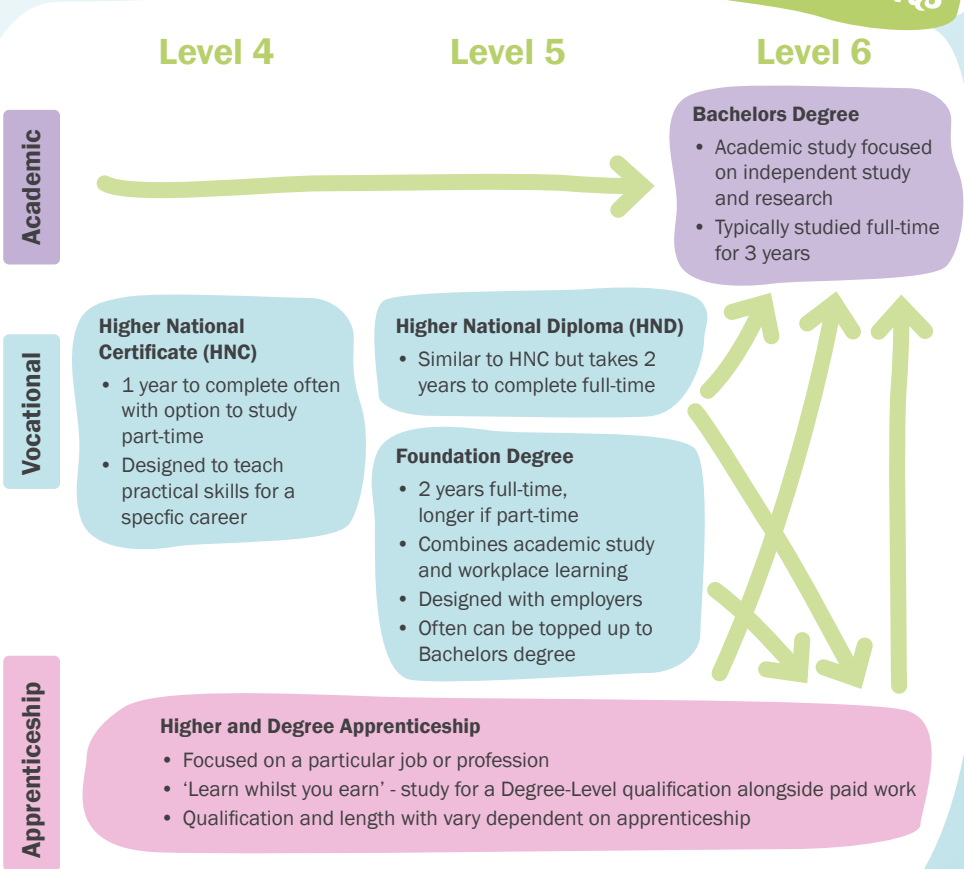 Level 4
Level 5
Level 6
Academic
Bachelors Degree
• Academic study focused
on independent study
and research
• Typically studied full-time
for 3 years
Vocational
Higher National
Certificate (HNC)
• 1 year to complete often
with option to study
part-time
• Designed to teach
practical skills for a
specfic career
Higher National Diploma (HND)
• Similar to HNC but takes 2
years to complete full-time
Foundation Degree
• 2 years full-time,
longer if part-time
• Combines academic study
and workplace learning
• Designed with employers
• Often can be topped up to
Bachelors degree
Apprenticeship
Higher and Degree Apprenticeship
• Focused on a particular job or profession
• ‘Learn whilst you earn’ - study for a Degree-Level qualification alongside paid work
• Qualification and length with vary dependent on apprenticeship